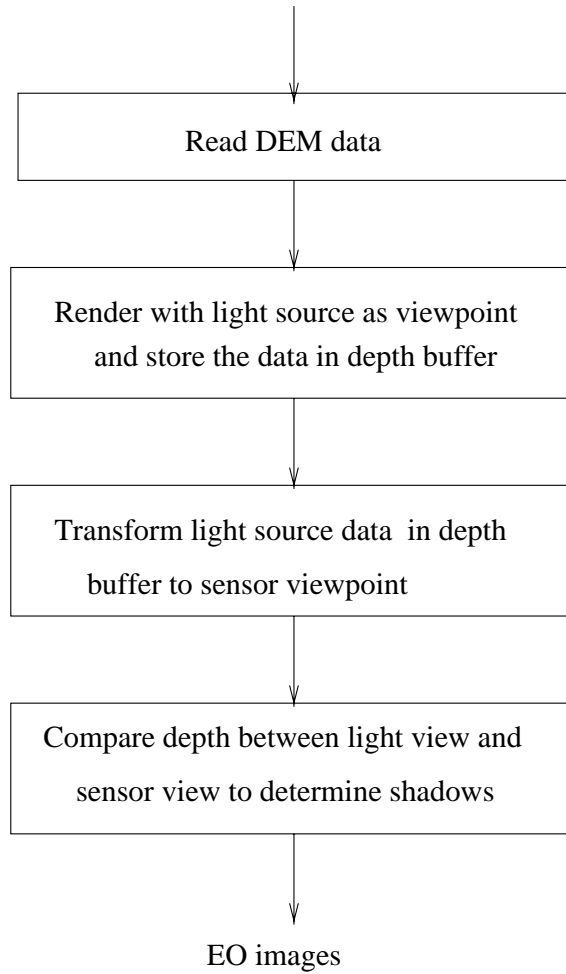 Read DEM data
Render with light source as viewpoint
and store the data in depth buffer
Transform light source data in depth
buffer to sensor viewpoint
Compare depth between light view and
sensor view to determine shadows
EO images